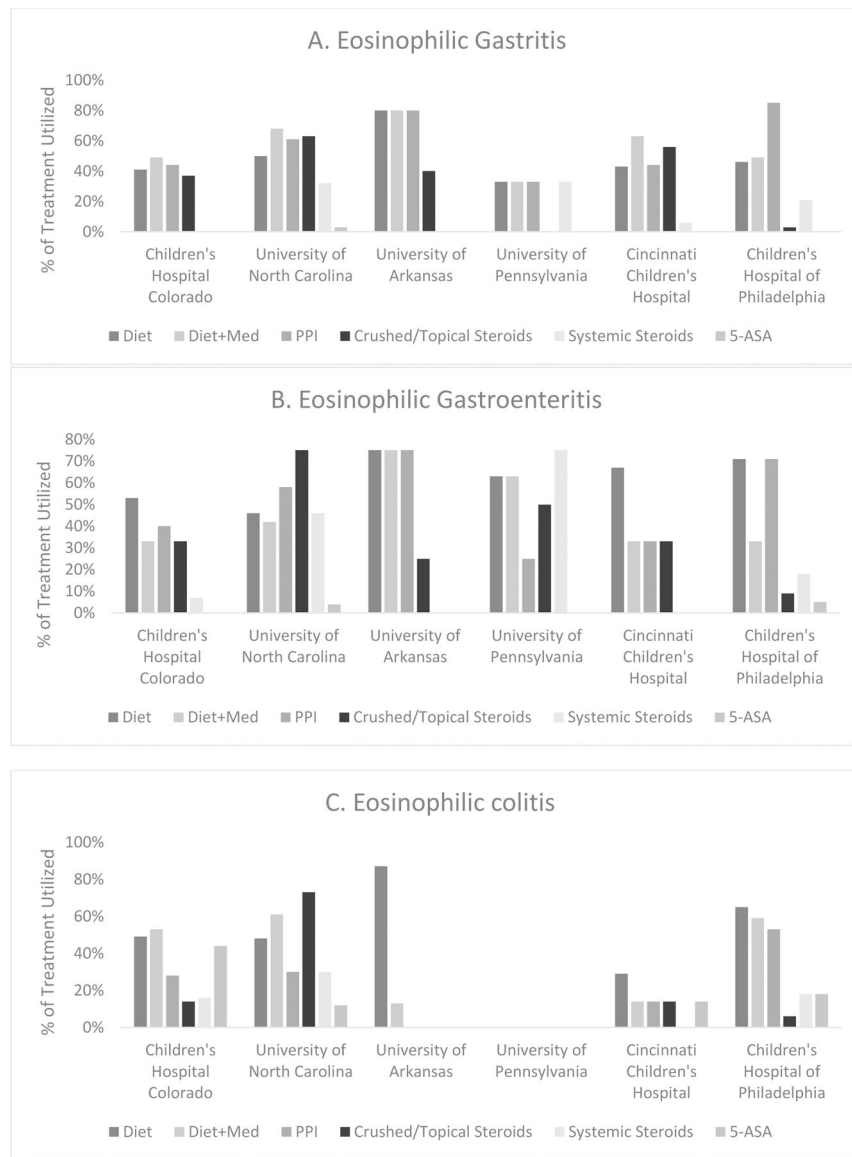 A. Eosinophilic Gastritis
100%
80%
60%
40%
20%
0%
% of Treatment Utilized
Children's
Hospital
Colorado
University of
North Carolina
University of
Arkansas
University of
Pennsylvania
Cincinnati
Children's
Hospital
Children's
Hospital of
Philadelphia
Diet Diet+Med PPI Crushed/Topical Steroids Systemic Steroids 5-ASA
B. Eosinophilic Gastroenteritis
80%
70%
60%
50%
40%
30%
20%
10%
0%
% of Treatment Utilized
Children's
Hospital
Colorado
University of
North Carolina
University of
Arkansas
University of
Pennsylvania
Cincinnati
Children's
Hospital
Children's
Hospital of
Philadelphia
Diet Diet+Med PPI Crushed/Topical Steroids Systemic Steroids 5-ASA
C. Eosinophilic colitis
100%
80%
60%
40%
20%
0%
% of Treatment Utilized
Children's
Hospital
Colorado
University of
North Carolina
University of
Arkansas
University of
Pennsylvania
Cincinnati
Children's
Hospital
Children's
Hospital of
Philadelphia
Diet Diet+Med PPI Crushed/Topical Steroids Systemic Steroids 5-ASA